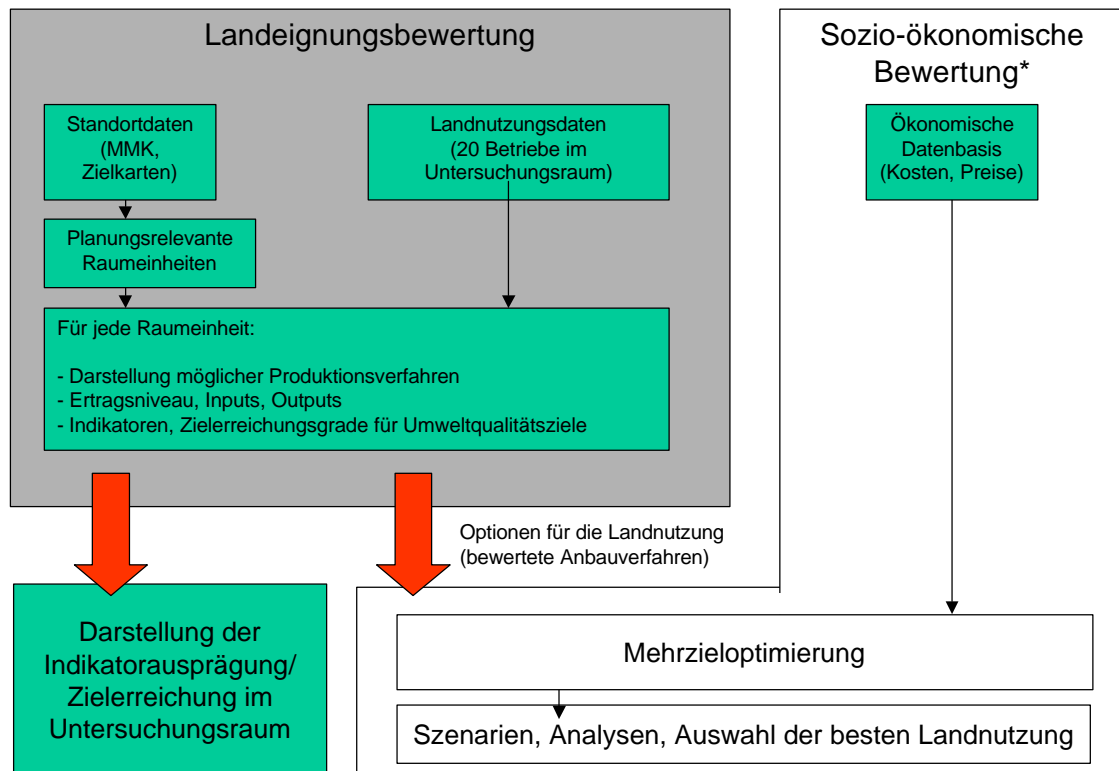 Landeignungsbewertung
Standortdaten
(MMK,
Zielkarten)
Landnutzungsdaten
(20 Betriebe im
Untersuchungsraum)
Planungsrelevante
Raumeinheiten
Für jede Raumeinheit:
- Darstellung möglicher Produktionsverfahren
- Ertragsniveau, Inputs, Outputs
- Indikatoren, Zielerreichungsgrade für Umweltqualitätsziele
Sozio-ökonomische
Bewertung*
Ökonomische
Datenbasis
(Kosten, Preise)
Optionen für die Landnutzung
(bewertete Anbauverfahren)
Darstellung der
Indikatorausprägung/
Zielerreichung im
Untersuchungsraum
Mehrzieloptimierung
Szenarien, Analysen, Auswahl der besten Landnutzung